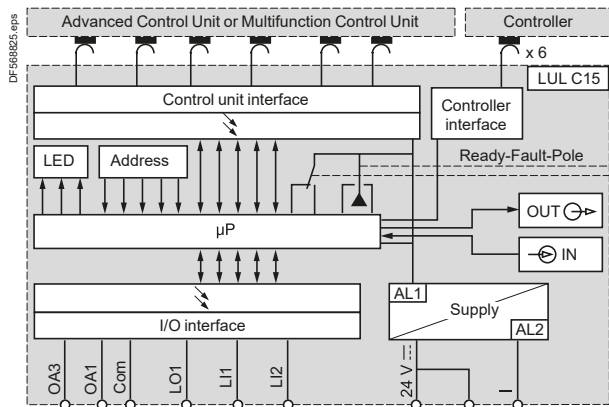 DF568825.eps
Advanced Control Unit or Multifunction Control Unit
Controller
x 6
LUL C15
Control unit interface
Controller
interface
LED
Address
Ready-Fault-Pole
µP
OUT
IN
AL1
Supply
AL2
I/O interface
OA3
OA1
Com
LO1
LI1
LI2
24 V
I